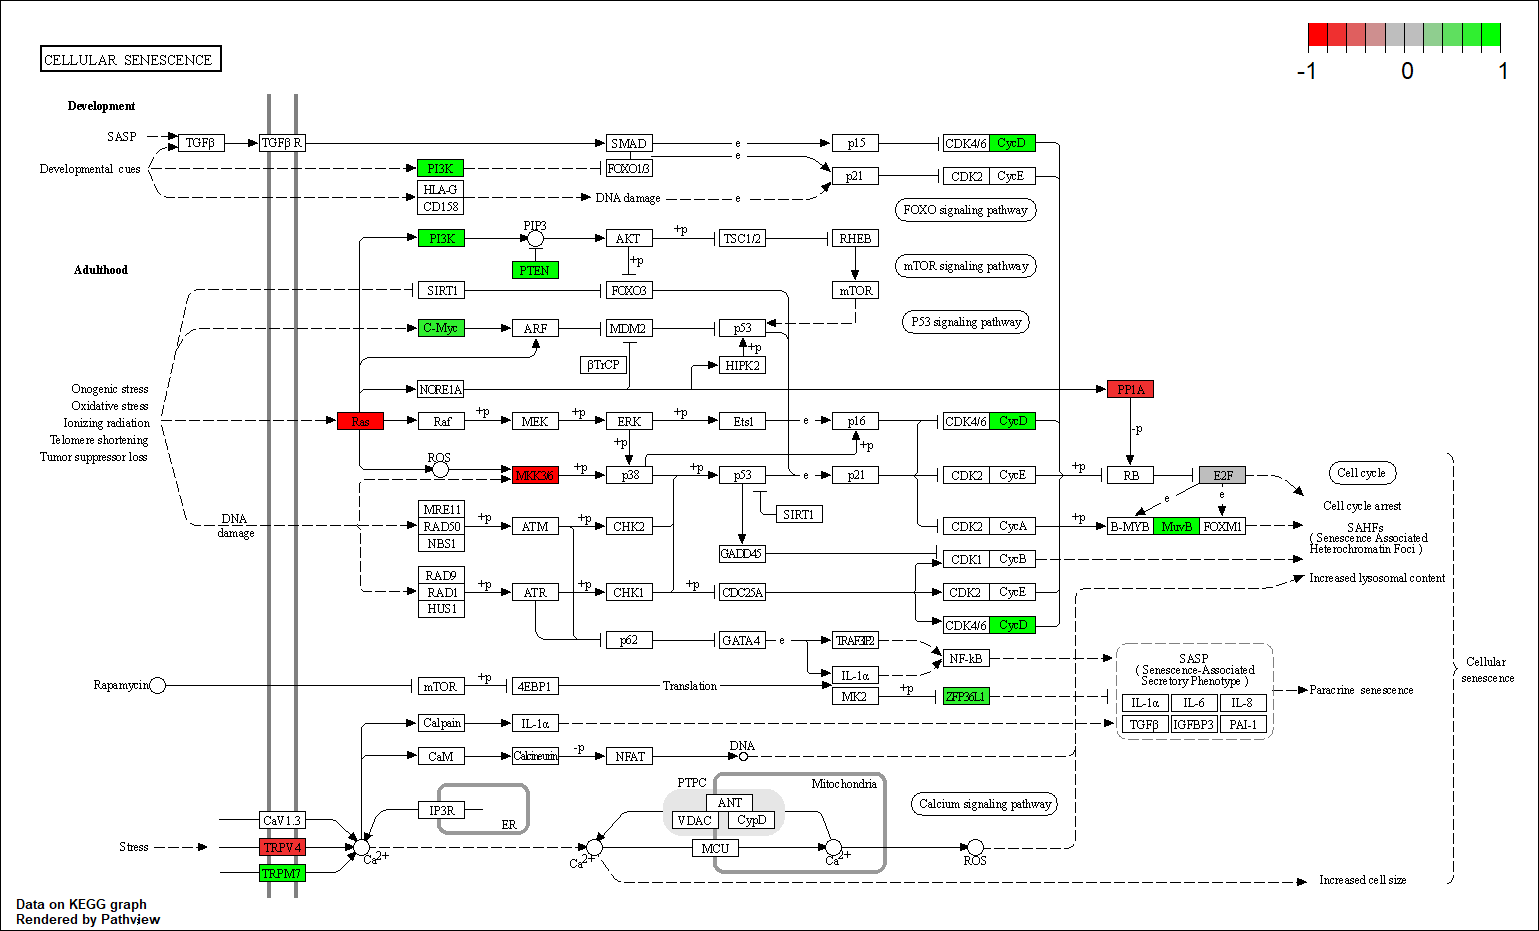 CELLULAR SENESCENCE
-1 0 1
Development
SASP
TGFβ
TGFβ R
SMAD
e
p15
CDK4/6 CycD
e
Developmental cues
PI3K
FOXO1/3
p21
CDK2 CycE
HLA-G
CD158
DNA damage
e
FOXO signaling pathway
PI3K
PIP3
AKT
+p
TSC1/2
RHEB
+p
PTEN
mTOR signaling pathway
Adulthood
SIRT1
FOXO3
mTOR
C-Myc
ARF
MDM2
p53
P53 signaling pathway
+p
βTrCP
HIPK2
Onogenic stress
Oxidative stress
Ionizing radiation
Telomere shortening
Tumor suppressor loss
NORE1A
PP1A
Ras
Raf
+p
MEK
+p
ERK
+p
Ets1
e
p16
CDK4/6 CycD
-p
+p
+p
ROS
MKK3/6
+p
p38
+p
p53
e
p21
CDK2 CycE
+p
RB
E2F
Cell cycle
e
e
Cell cycle arrest
DNA
damage
MRE11
RAD50
NBS1
+p
ATM
+p
CHK2
SIRT1
CDK2 CycA
+p
B-MYB MuvB FOXM1
SAHFs
( Senescence Associated
Heterochromatin Foci )
GADD45
CDK1 CycB
RAD9
RAD1
HUS1
+p
ATR
+p
CHK1
+p
CDC25A
CDK2 CycE
Increased lysosomal content
CDK4/6 CycD
p62
GATA4
e
TRAF3IP2
NF-kB
IL-1α
SASP
( Senescence-Associated
Secretory Phenotype )
IL-1α IL-6 IL-8
TGFβ IGFBP3 PAI-1
Cellular
senescence
Paracrine senescence
Rapamycin
mTOR
+p
4EBP1
Translation
MK2
+p
ZFP36L1
Calpain
IL-1α
CaM
Calcineurin
-p
NFAT
DNA
PTPC
Mitochondria
ANT
VDAC
CypD
Calcium signaling pathway
IP3R
ER
CaV1.3
Stress
TRPV4
Ca2+
Ca2+
MCU
Ca2+
ROS
TRPM7
Increased cell size
Data on KEGG graph
Rendered by Pathview